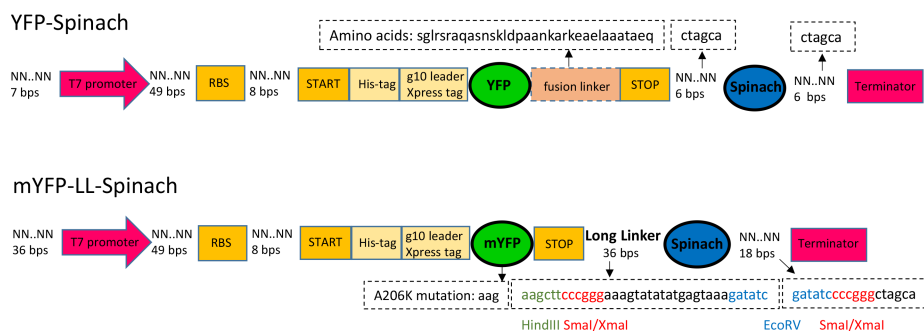 YFP-Spinach
Amino acids: sglrsraqasnskldpaankarkeaelaaataeq
ctagca
ctagca
NN..NN
7 bps
T7 promoter
NN..NN
49 bps
RBS
NN..NN
8 bps
START
His-tag
g10 leader
Xpress tag
YFP
fusion linker
STOP
NN..NN
6 bps
Spinach
NN..NN
6 bps
Terminator
mYFP-LL-Spinach
NN..NN
36 bps
T7 promoter
NN..NN
49 bps
RBS
NN..NN
8 bps
START
His-tag
g10 leader
Xpress tag
mYFP
STOP
Long Linker
36 bps
Spinach
NN..NN
18 bps
Terminator
A206K mutation: aag
aagcttcccgggaaagtatatatgagtaaagatatc
gatatccccgggctagca
HindIII SmaI/XmaI
EcoRV SmaI/XmaI